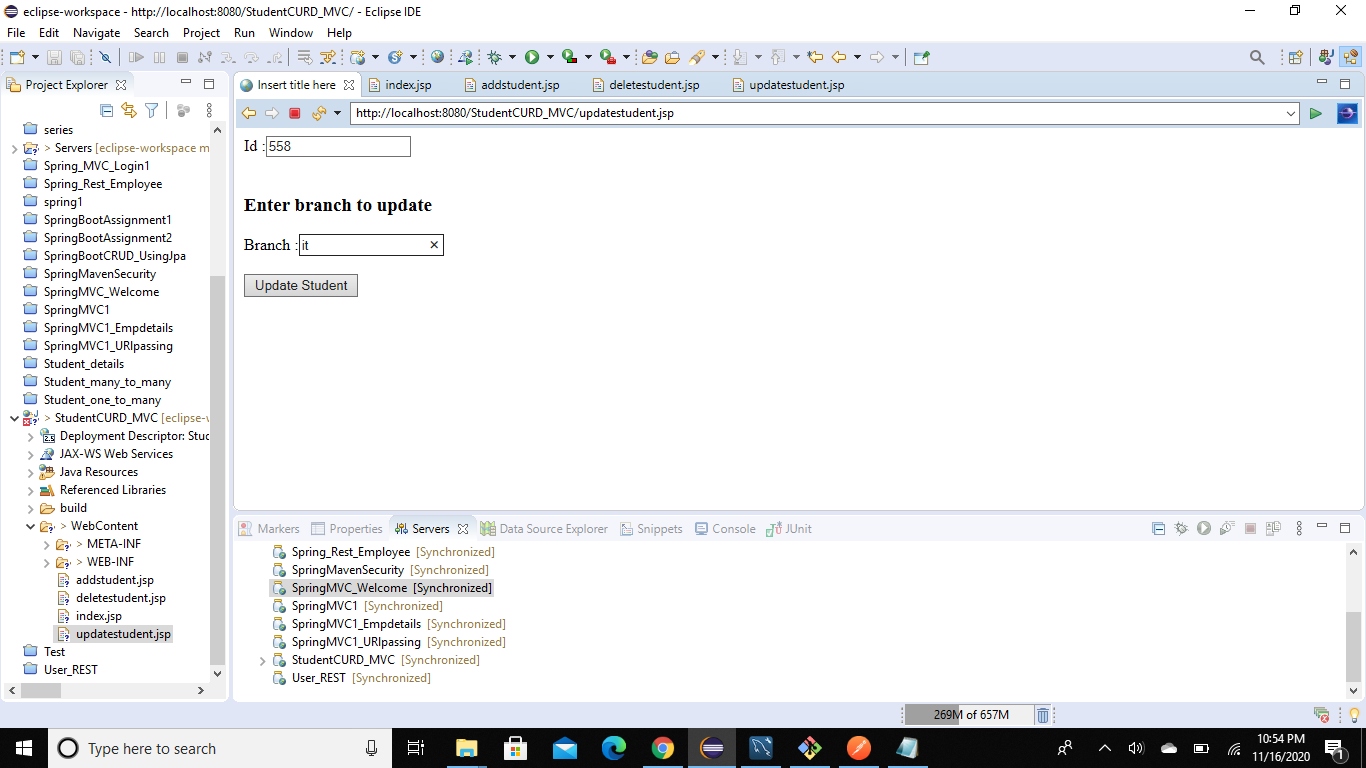 eclipse-workspace - http://localhost:8080/StudentCURD_MVC/ - Eclipse IDE
File Edit Navigate Search Project Run Window Help
Project Explorer
series
> Servers [eclipse-workspace m
Spring_MVC_Login1
Spring_Rest_Employee
spring1
SpringBootAssignment1
SpringBootAssignment2
SpringBootCRUD_UsingJpa
SpringMavenSecurity
SpringMVC_Welcome
SpringMVC1
SpringMVC1_Empdetails
SpringMVC1_URIpassing
Student_details
Student_many_to_many
Student_one_to_many
> StudentCURD_MVC [eclipse-w
Deployment Descriptor: Stud
JAX-WS Web Services
Java Resources
Referenced Libraries
build
> WebContent
> META-INF
> WEB-INF
addstudent.jsp
deletestudent.jsp
index.jsp
updatestudent.jsp
Test
User_REST
Insert title here index.jsp addstudent.jsp deletestudent.jsp updatestudent.jsp
http://localhost:8080/StudentCURD_MVC/updatestudent.jsp
Id : 558
Enter branch to update
Branch : it
Update Student
Markers Properties Servers Data Source Explorer Snippets Console JUnit
Spring_Rest_Employee [Synchronized]
SpringMavenSecurity [Synchronized]
SpringMVC_Welcome [Synchronized]
SpringMVC1 [Synchronized]
SpringMVC1_Empdetails [Synchronized]
SpringMVC1_URIpassing [Synchronized]
StudentCURD_MVC [Synchronized]
User_REST [Synchronized]
269M of 657M
Type here to search
10:54 PM
11/16/2020
1